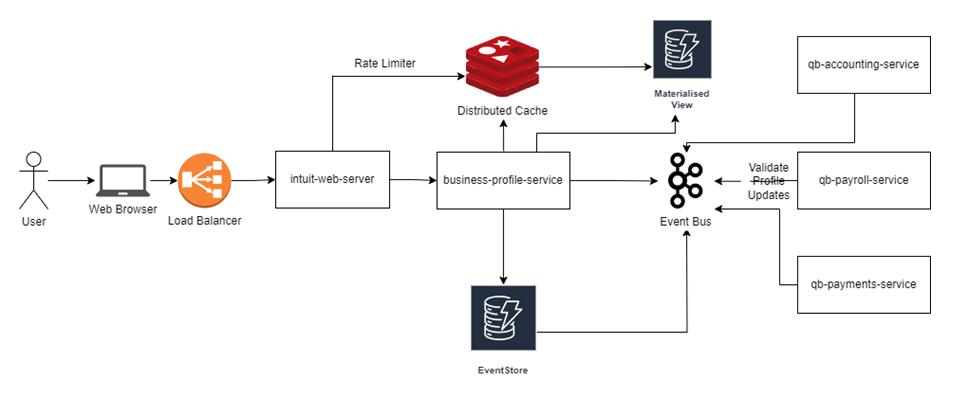 Rate Limiter
Distributed Cache
Materialised
View
qb-accounting-service
User
Web Browser
Load Balancer
intuit-web-server
business-profile-service
Event Bus
Validate
Profile
Updates
qb-payroll-service
qb-payments-service
EventStore